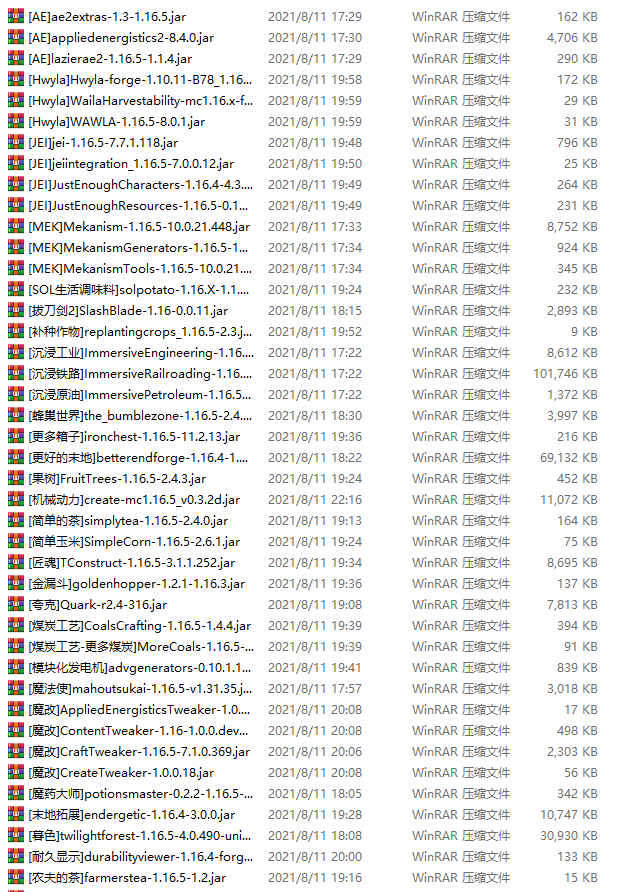 [AE]ae2extras-1.3-1.16.5.jar 2021/8/11 17:29 WinRAR 压缩文件 162 KB
[AE]appliedenergistics2-8.4.0.jar 2021/8/11 17:30 WinRAR 压缩文件 4,706 KB
[AE]lazierae2-1.16.5-1.1.4.jar 2021/8/11 17:29 WinRAR 压缩文件 290 KB
[Hwyla]Hwyla-forge-1.10.11-B78_1.16... 2021/8/11 19:58 WinRAR 压缩文件 172 KB
[Hwyla]WailaHarvestability-mc1.16.x-f... 2021/8/11 19:59 WinRAR 压缩文件 29 KB
[Hwyla]WAWLA-1.16.5-8.0.1.jar 2021/8/11 19:59 WinRAR 压缩文件 31 KB
[JEI]jei-1.16.5-7.7.1.118.jar 2021/8/11 19:48 WinRAR 压缩文件 796 KB
[JEI]jeiintegration_1.16.5-7.0.0.12.jar 2021/8/11 19:50 WinRAR 压缩文件 25 KB
[JEI]JustEnoughCharacters-1.16.4-4.3.... 2021/8/11 19:49 WinRAR 压缩文件 264 KB
[JEI]JustEnoughResources-1.16.5-0.1... 2021/8/11 19:49 WinRAR 压缩文件 231 KB
[MEK]Mekanism-1.16.5-10.0.21.448.jar 2021/8/11 17:33 WinRAR 压缩文件 8,752 KB
[MEK]MekanismGenerators-1.16.5-1... 2021/8/11 17:34 WinRAR 压缩文件 924 KB
[MEK]MekanismTools-1.16.5-10.0.21.... 2021/8/11 17:34 WinRAR 压缩文件 345 KB
[SOL生活调味料]solpotato-1.16.X-1.1.... 2021/8/11 19:24 WinRAR 压缩文件 232 KB
[拔刀剑2]SlashBlade-1.16-0.0.11.jar 2021/8/11 18:15 WinRAR 压缩文件 2,893 KB
[补种作物]replantingcrops_1.16.5-2.3.j... 2021/8/11 19:52 WinRAR 压缩文件 9 KB
[沉浸工业]ImmersiveEngineering-1.16.... 2021/8/11 17:22 WinRAR 压缩文件 8,612 KB
[沉浸铁路]ImmersiveRailroading-1.16.... 2021/8/11 17:22 WinRAR 压缩文件 101,746 KB
[沉浸原油]ImmersivePetroleum-1.16.5... 2021/8/11 17:22 WinRAR 压缩文件 1,372 KB
[蜂巢世界]the_bumblezone-1.16.5-2.4.... 2021/8/11 18:30 WinRAR 压缩文件 3,997 KB
[更多箱子]ironchest-1.16.5-11.2.13.jar 2021/8/11 19:36 WinRAR 压缩文件 216 KB
[更好的末地]betterendforge-1.16.4-1.... 2021/8/11 18:22 WinRAR 压缩文件 69,132 KB
[果树]FruitTrees-1.16.5-2.4.3.jar 2021/8/11 19:24 WinRAR 压缩文件 452 KB
[机械动力]create-mc1.16.5_v0.3.2d.jar 2021/8/11 22:16 WinRAR 压缩文件 11,072 KB
[简单的茶]simplytea-1.16.5-2.4.0.jar 2021/8/11 19:13 WinRAR 压缩文件 164 KB
[简单玉米]SimpleCorn-1.16.5-2.6.1.jar 2021/8/11 19:24 WinRAR 压缩文件 75 KB
[匠魂]TConstruct-1.16.5-3.1.1.252.jar 2021/8/11 19:34 WinRAR 压缩文件 8,695 KB
[金漏斗]goldenhopper-1.2.1-1.16.3.jar 2021/8/11 19:36 WinRAR 压缩文件 137 KB
[夸克]Quark-r2.4-316.jar 2021/8/11 19:08 WinRAR 压缩文件 7,813 KB
[煤炭工艺]CoalsCrafting-1.16.5-1.4.4.jar 2021/8/11 19:39 WinRAR 压缩文件 394 KB
[煤炭工艺-更多煤炭]MoreCoals-1.16.5-... 2021/8/11 19:39 WinRAR 压缩文件 91 KB
[模块化发电机]advgenerators-0.10.1.1... 2021/8/11 19:41 WinRAR 压缩文件 839 KB
[魔法使]mahoutsukai-1.16.5-v1.31.35.j... 2021/8/11 17:57 WinRAR 压缩文件 3,018 KB
[魔改]AppliedEnergisticsTweaker-1.0.... 2021/8/11 20:08 WinRAR 压缩文件 17 KB
[魔改]ContentTweaker-1.16-1.0.0.dev... 2021/8/11 20:08 WinRAR 压缩文件 498 KB
[魔改]CraftTweaker-1.16.5-7.1.0.369.jar 2021/8/11 20:06 WinRAR 压缩文件 2,303 KB
[魔改]CreateTweaker-1.0.0.18.jar 2021/8/11 20:08 WinRAR 压缩文件 56 KB
[魔药大师]potionsmaster-0.2.2-1.16.5-... 2021/8/11 18:05 WinRAR 压缩文件 342 KB
[末地拓展]endergetic-1.16.4-3.0.0.jar 2021/8/11 19:28 WinRAR 压缩文件 10,747 KB
[暮色]twilightforest-1.16.5-4.0.490-uni... 2021/8/11 18:08 WinRAR 压缩文件 30,930 KB
[耐久显示]durabilityviewer-1.16.4-forg... 2021/8/11 20:00 WinRAR 压缩文件 133 KB
[农夫的茶]farmerstea-1.16.5-1.2.jar 2021/8/11 19:16 WinRAR 压缩文件 15 KB